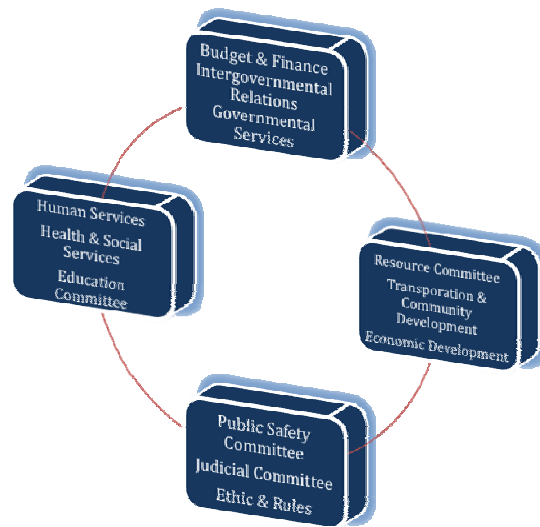 Budget & Finance
Intergovernmental
Relations
Governmental
Services
Human Services
Health & Social
Services
Education
Committee
Resource Committee
Transporation &
Community
Development
Economic Development
Public Safety
Committee
Judicial Committee
Ethic & Rules